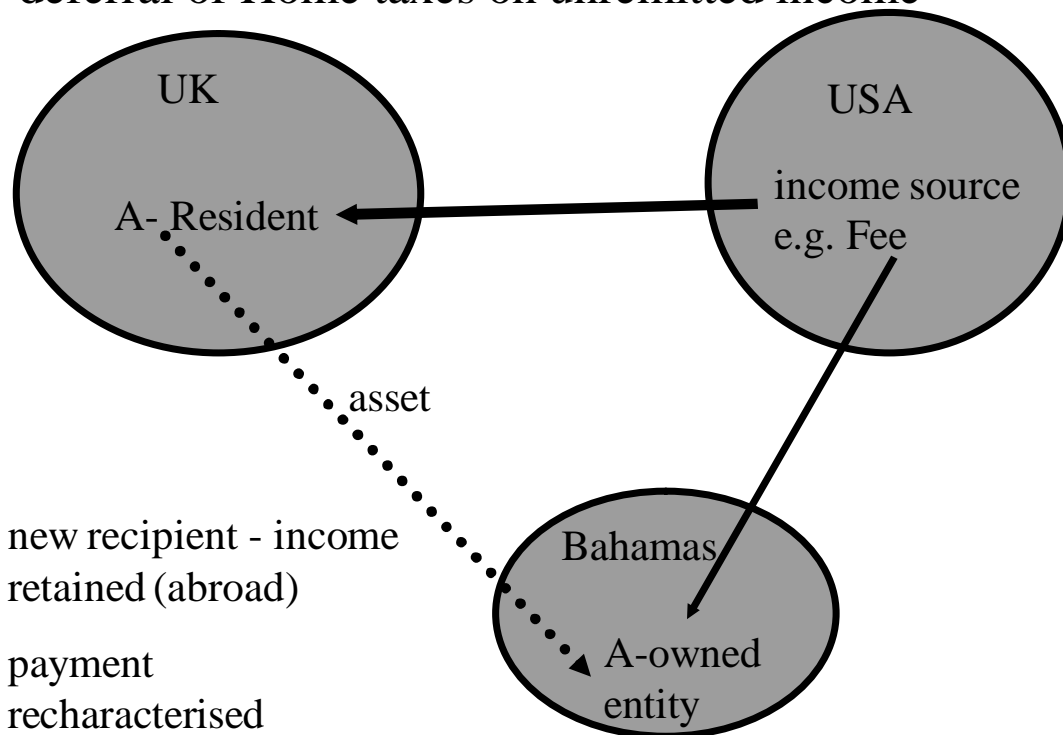 deferral of Home taxes on unremitted income
UK
USA
income source
e.g. Fee
A- Resident
asset
new recipient - income
retained (abroad)
Bahamas
A-owned
entity
payment
recharacterised